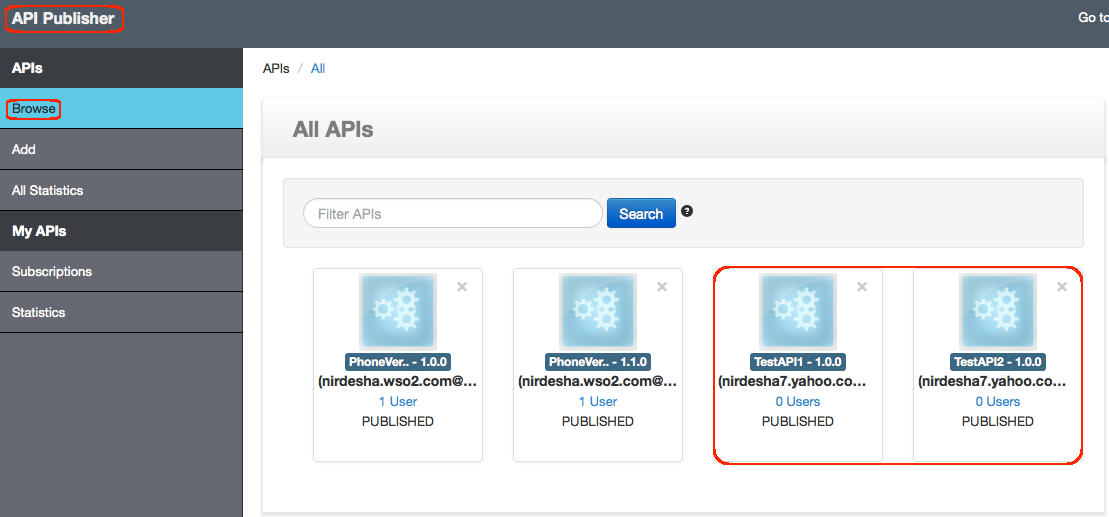 API Publisher
Go to
APIs
Browse
Add
All Statistics
My APIs
Subscriptions
Statistics
APIs / All
All APIs
Filter APIs
Search
?
PhoneVer.. - 1.0.0
(nirdesha.wso2.com@...
1 User
PUBLISHED
PhoneVer.. - 1.1.0
(nirdesha.wso2.com@...
1 User
PUBLISHED
TestAPI1 - 1.0.0
(nirdesha7.yahoo.co...
0 Users
PUBLISHED
TestAPI2 - 1.0.0
(nirdesha7.yahoo.co...
0 Users
PUBLISHED